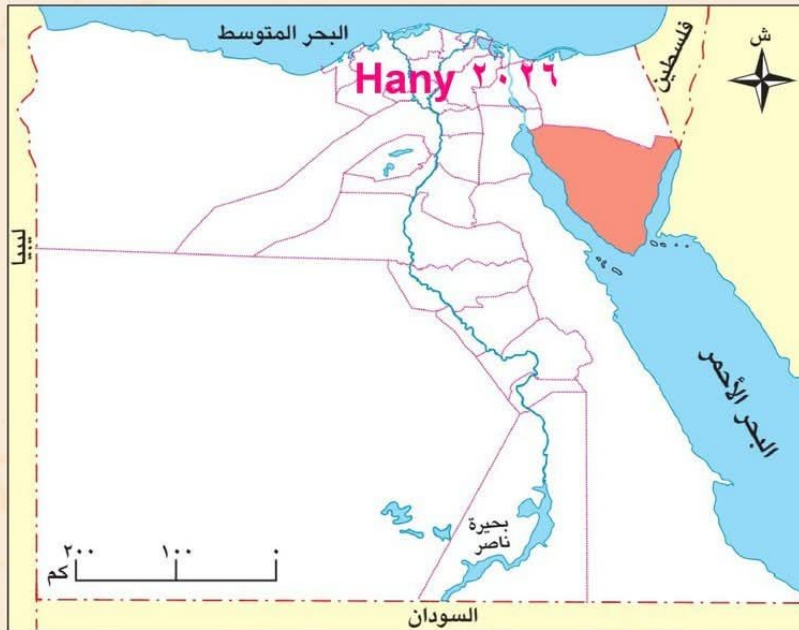 البحر المتوسط
فلسطين
ش
Hany ٢٠٢٦
ليبيا
البحر الأحمر
بحيرة
ناصر
٢٠٠ ١٠٠ ٠
كم
السودان